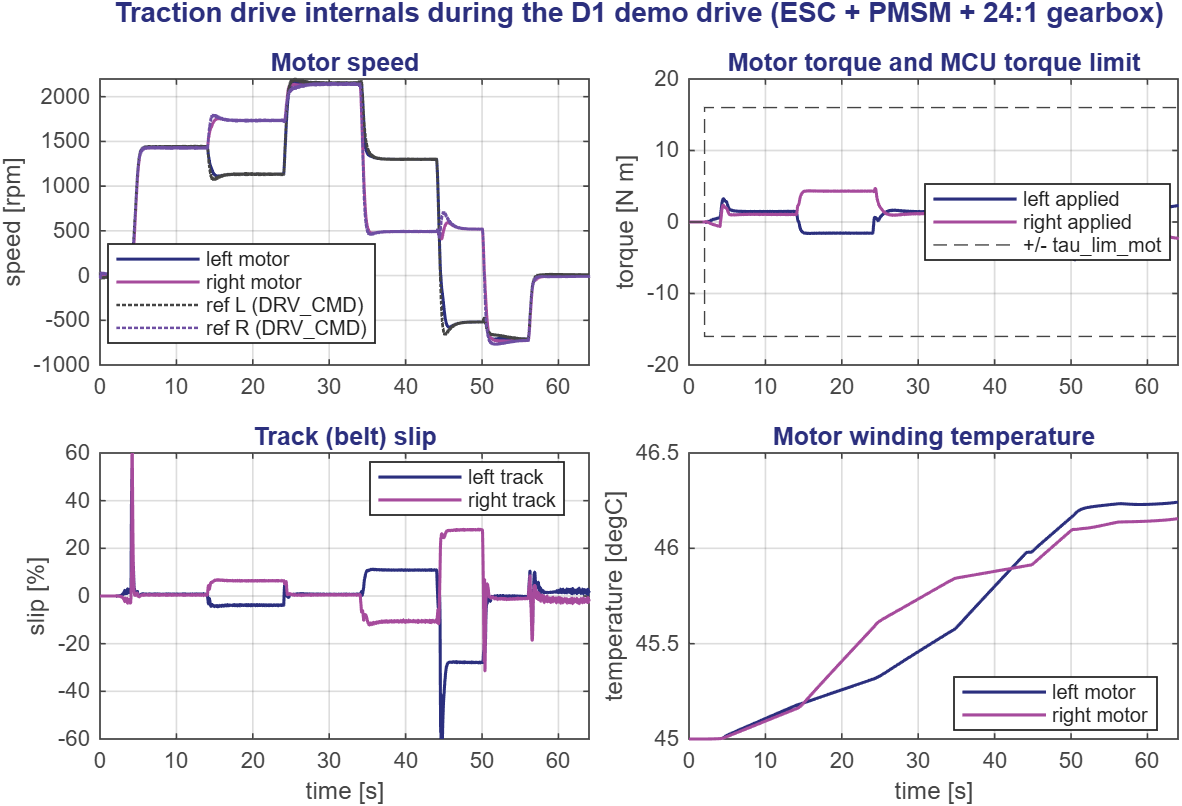 Traction drive internals during the D1 demo drive (ESC + PMSM + 24:1 gearbox)
Motor speed
speed [rpm]
2000
1500
1000
500
0
-500
-1000
0 10 20 30 40 50 60
left motor
right motor
ref L (DRV_CMD)
ref R (DRV_CMD)
Motor torque and MCU torque limit
torque [N m]
20
10
0
-10
-20
0 10 20 30 40 50 60
left applied
right applied
+/- tau_lim_mot
Track (belt) slip
slip [%]
60
40
20
0
-20
-40
-60
0 10 20 30 40 50 60
time [s]
left track
right track
Motor winding temperature
temperature [degC]
46.5
46
45.5
45
0 10 20 30 40 50 60
time [s]
left motor
right motor